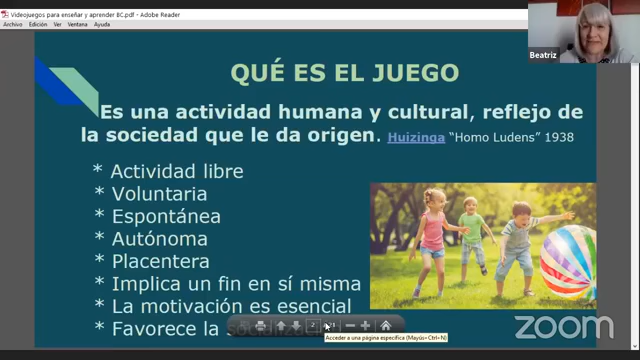 Videojuegos para enseñar y aprender BC.pdf - Adobe Reader
Archivo Edición Ver Ventana Ayuda
Beatriz
QUÉ ES EL JUEGO
Es una actividad humana y cultural, reflejo de
la sociedad que le da origen. Huizinga “Homo Ludens” 1938
* Actividad libre
* Voluntaria
* Espontánea
* Autónoma
* Placentera
* Implica un fin en sí misma
* La motivación es esencial
* Favorece la
2
Acceder a una página específica (Mayús+Ctrl+N)
zoom